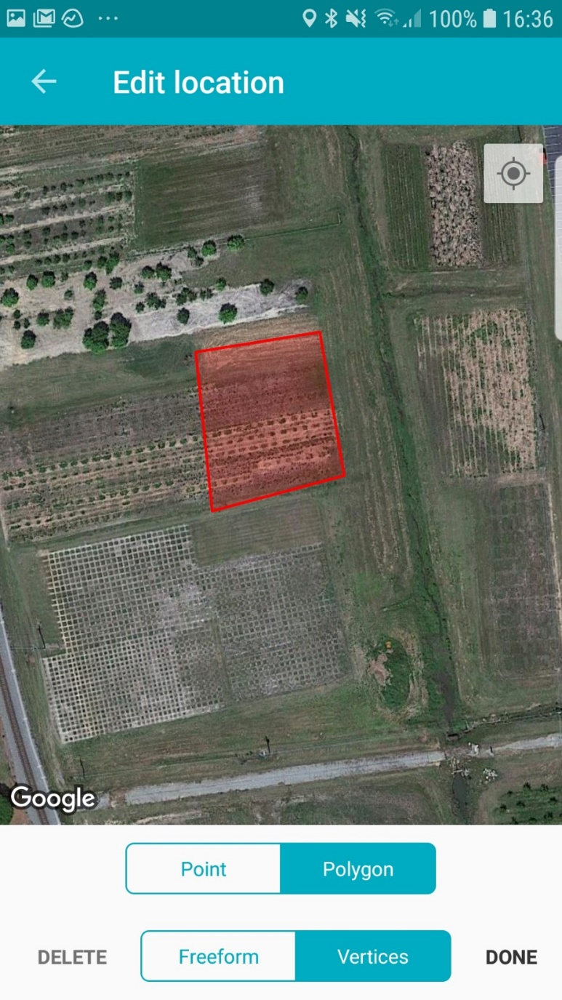 100% 16:36
Edit location
Google
Point Polygon
DELETE Freeform Vertices DONE